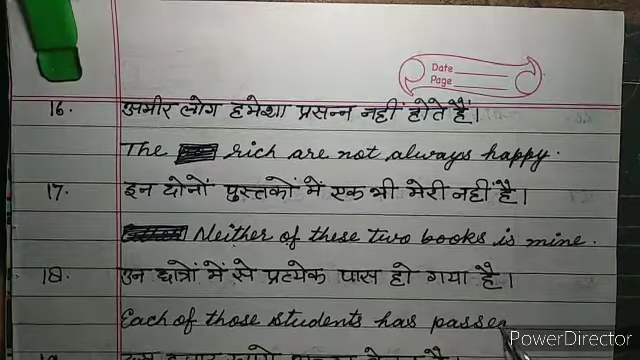 Date
Page
16. अमीर लोग हमेशा प्रसन्न नहीं होते हैं।
The rich are not always happy.
17. इन दोनों पुस्तकों में एक भी मेरी नहीं है।
Neither of these two books is mine.
18. उन छात्रों में से प्रत्येक पास हो गया है।
Each of those students has passe
PowerDirector